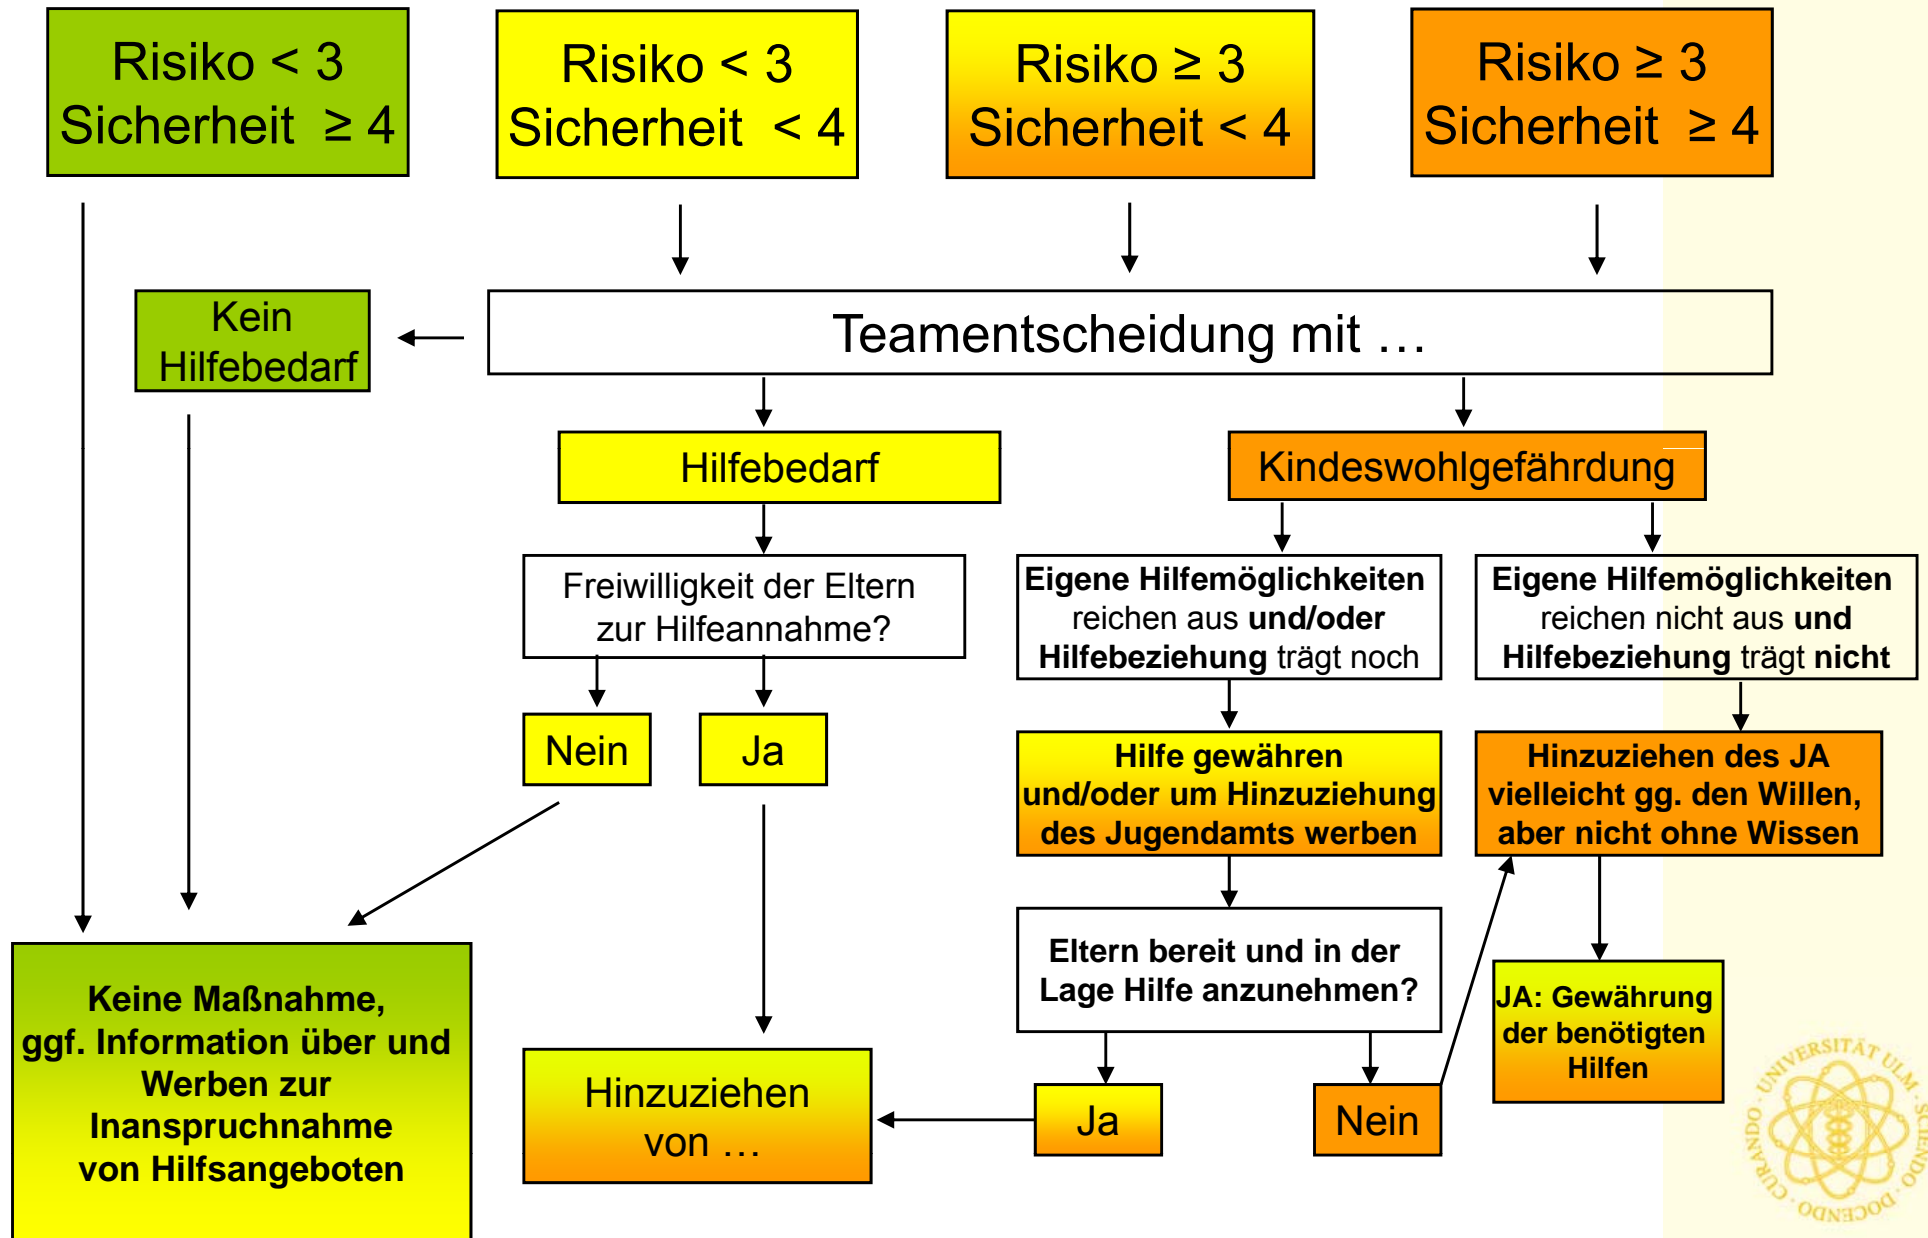 Risiko < 3
Sicherheit ≥ 4
Risiko < 3
Sicherheit < 4
Risiko ≥ 3
Sicherheit < 4
Risiko ≥ 3
Sicherheit ≥ 4
Kein
Hilfebedarf
Teamentscheidung mit …
Hilfebedarf
Kindeswohlgefährdung
Freiwilligkeit der Eltern
zur Hilfeannahme?
Eigene Hilfemöglichkeiten
reichen aus und/oder
Hilfebeziehung trägt noch
Eigene Hilfemöglichkeiten
reichen nicht aus und
Hilfebeziehung trägt nicht
Nein
Ja
Hilfe gewähren
und/oder um Hinzuziehung
des Jugendamts werben
Hinzuziehen des JA
vielleicht gg. den Willen,
aber nicht ohne Wissen
Eltern bereit und in der
Lage Hilfe anzunehmen?
JA: Gewährung
der benötigten
Hilfen
Keine Maßnahme,
ggf. Information über und
Werben zur
Inanspruchnahme
von Hilfsangeboten
Hinzuziehen
von …
Ja
Nein
UNIVERSITÄT ULM · SCIENDO · DOCENDO · CURANDO ·